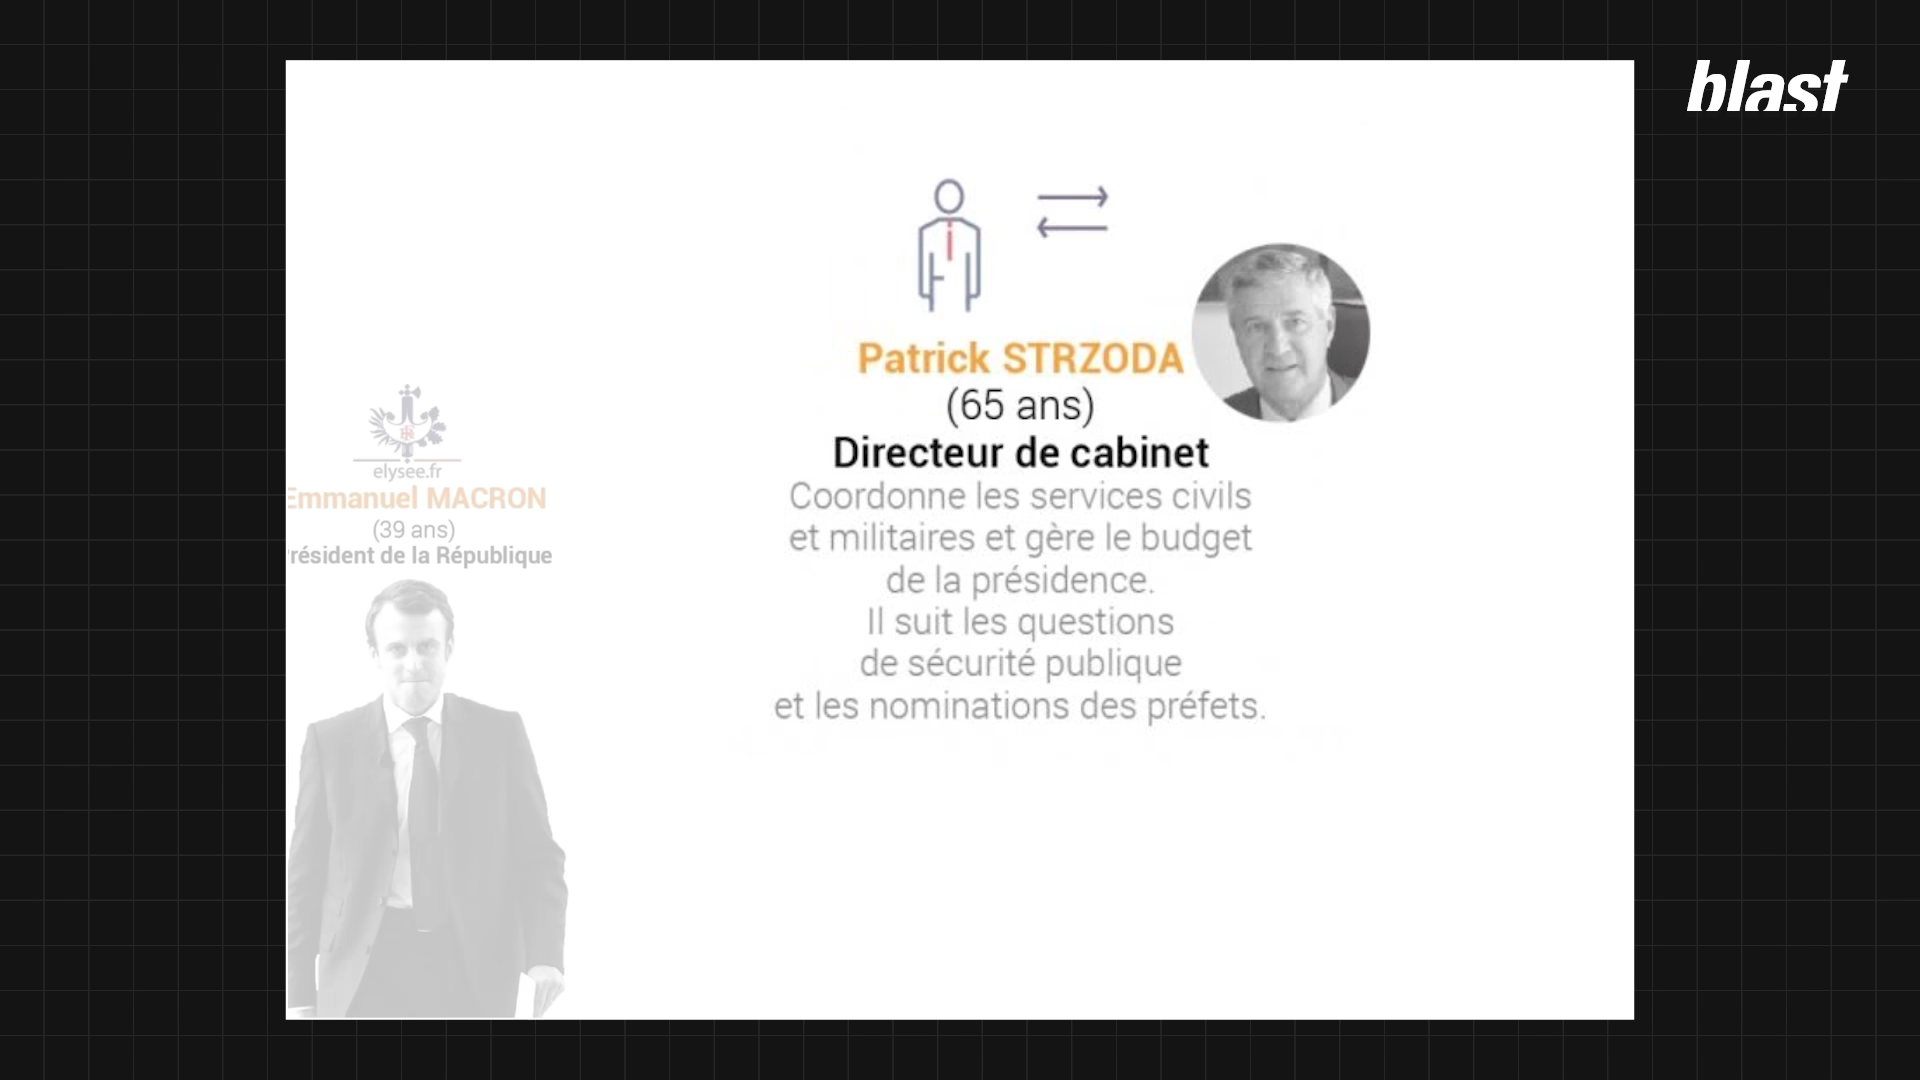 blast
Patrick STRZODA
(65 ans)
Directeur de cabinet
Coordonne les services civils
et militaires et gère le budget
de la présidence.
Il suit les questions
de sécurité publique
et les nominations des préfets.
RF
elysee.fr
Emmanuel MACRON
(39 ans)
résident de la République